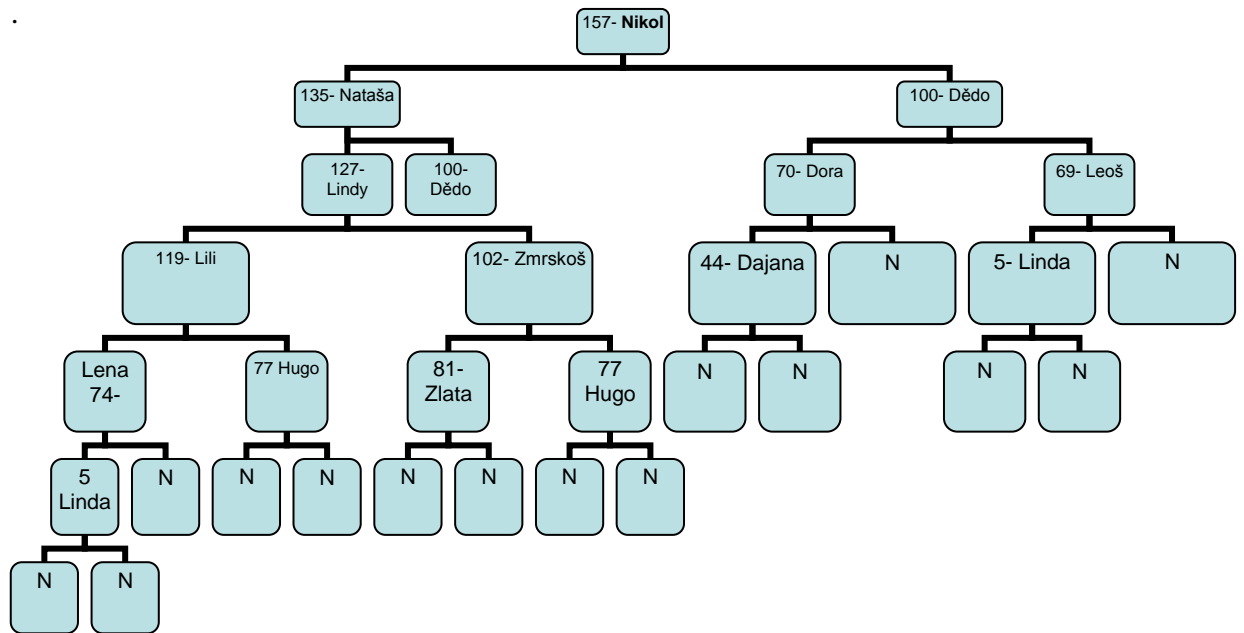 .
157- Nikol
135- Nataša
100- Dědo
127-
Lindy
100-
Dědo
70- Dora
69- Leoš
119- Lili
102- Zmrskoš
44- Dajana
N
5- Linda
N
Lena
74-
77 Hugo
81-
Zlata
77
Hugo
N
N
N
N
5
Linda
N
N
N
N
N
N
N
N
N